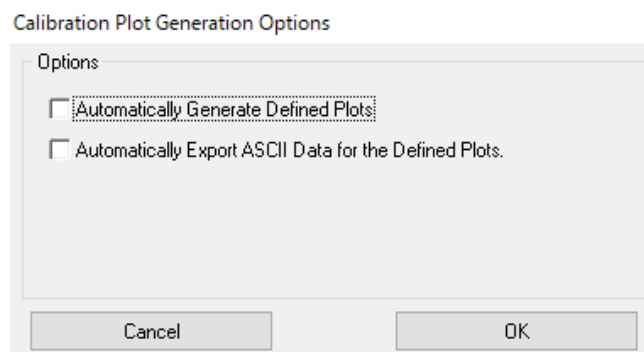 Calibration Plot Generation Options
Options
Automatically Generate Defined Plots
Automatically Export ASCII Data for the Defined Plots.
Cancel OK